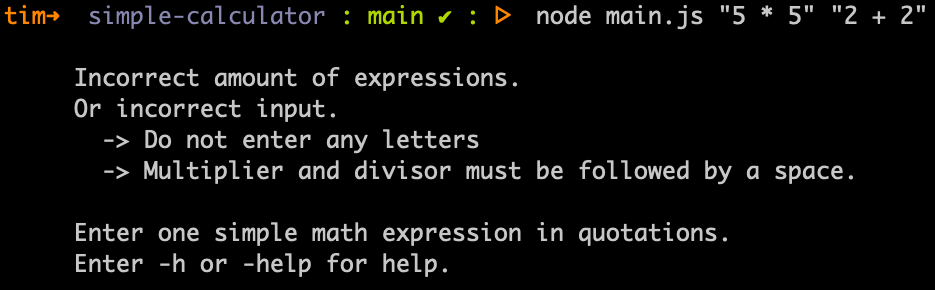 tim➜ simple-calculator : main ✔ : ᐅ node main.js "5 * 5" "2 + 2"
Incorrect amount of expressions.
Or incorrect input.
-> Do not enter any letters
-> Multiplier and divisor must be followed by a space.
Enter one simple math expression in quotations.
Enter -h or -help for help.